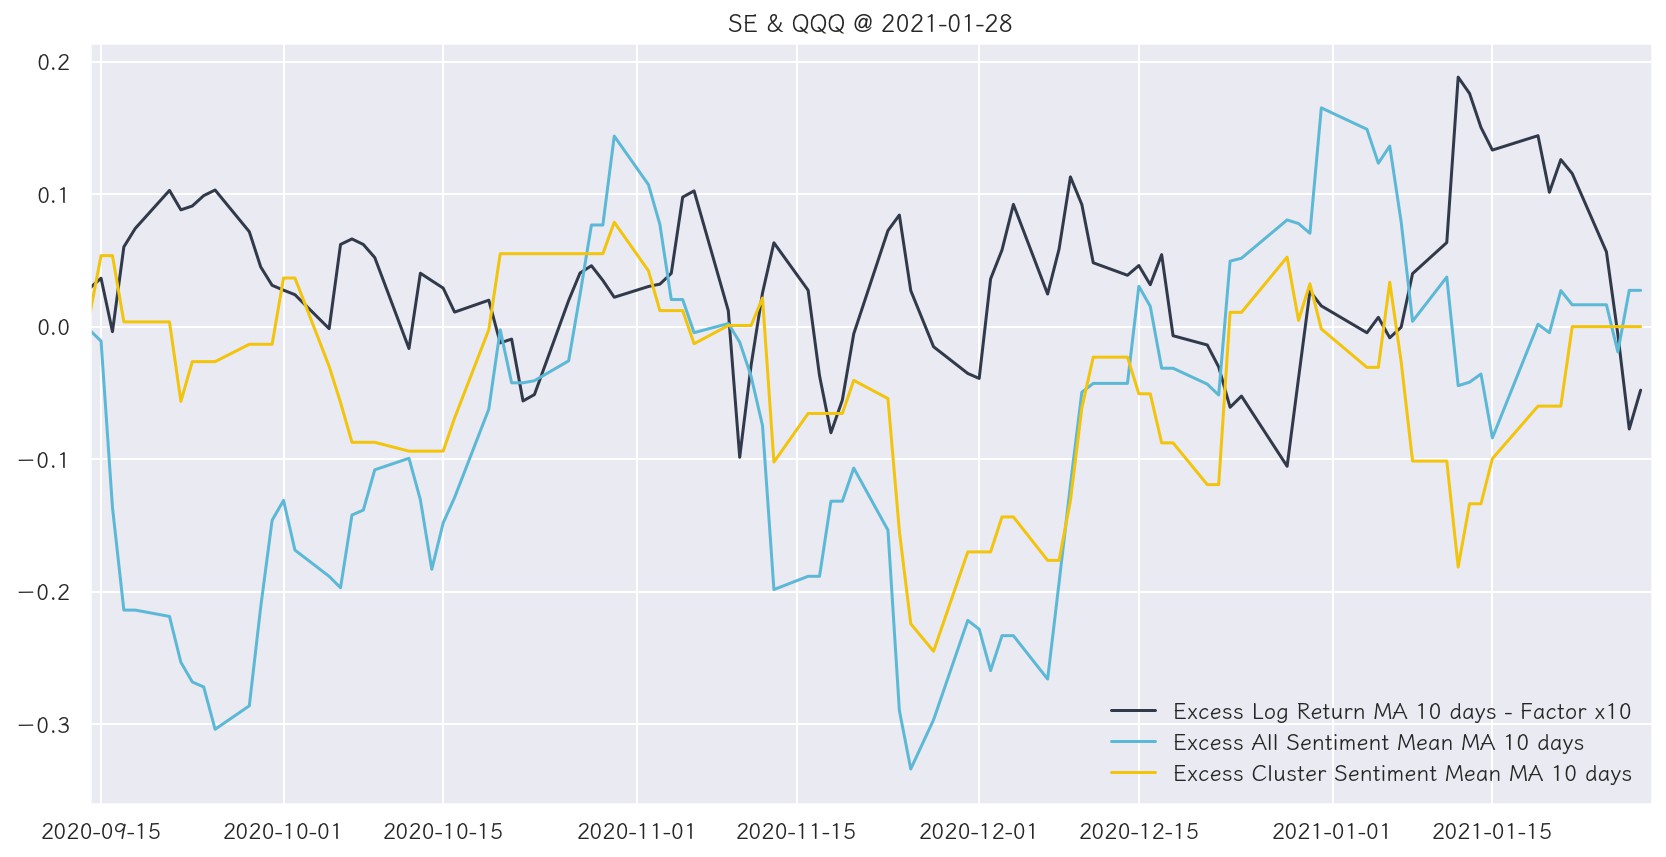 SE & QQQ @ 2021-01-28
0.2
0.1
0.0
−0.1
−0.2
−0.3
Excess Log Return MA 10 days - Factor x10
Excess All Sentiment Mean MA 10 days
Excess Cluster Sentiment Mean MA 10 days
2020-09-15 2020-10-01 2020-10-15 2020-11-01 2020-11-15 2020-12-01 2020-12-15 2021-01-01 2021-01-15